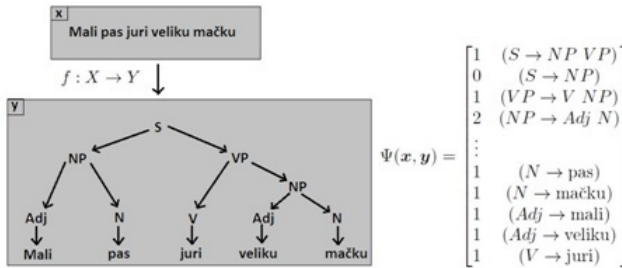 x
Mali pas juri veliku mačku
f : X → Y
y
S
NP VP
NP
Adj N V Adj N
Mali pas juri veliku mačku
Ψ(x, y) =
1 (S → NP VP)
0 (S → NP)
1 (VP → V NP)
2 (NP → Adj N)
⋮
1 (N → pas)
1 (N → mačku)
1 (Adj → mali)
1 (Adj → veliku)
1 (V → juri)